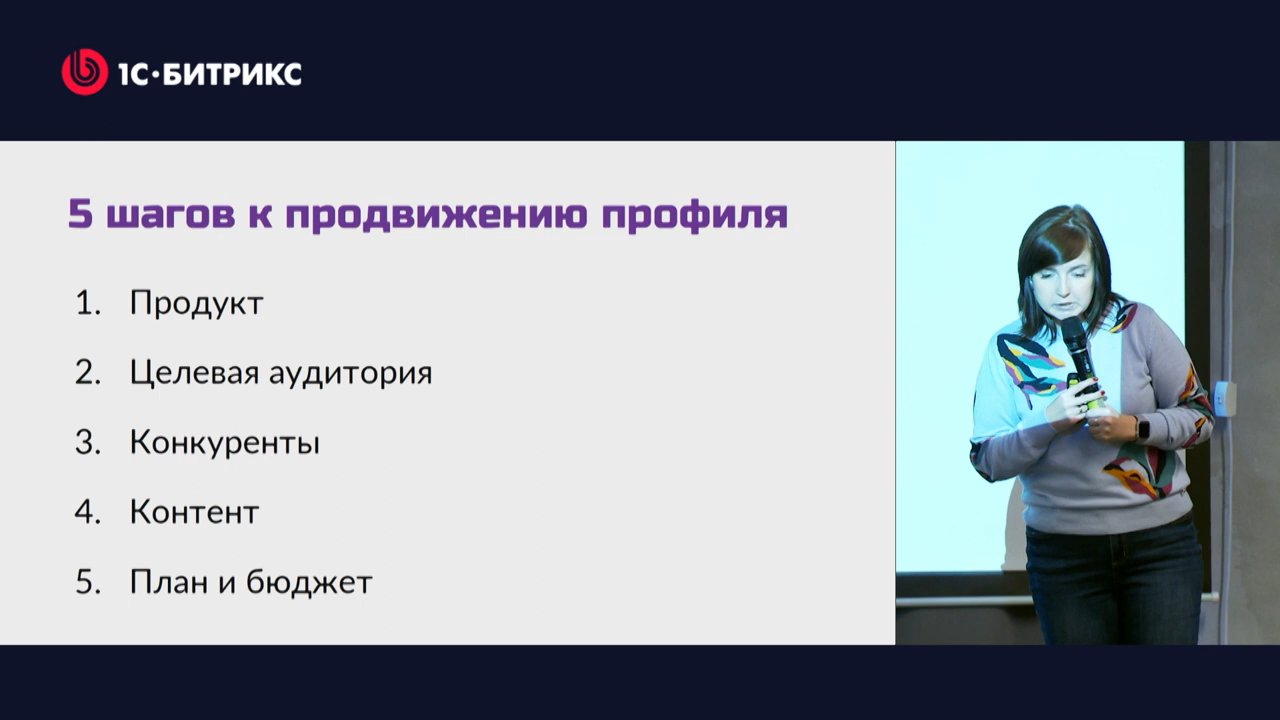 1С·БИТРИКС
5 шагов к продвижению профиля
1. Продукт
2. Целевая аудитория
3. Конкуренты
4. Контент
5. План и бюджет